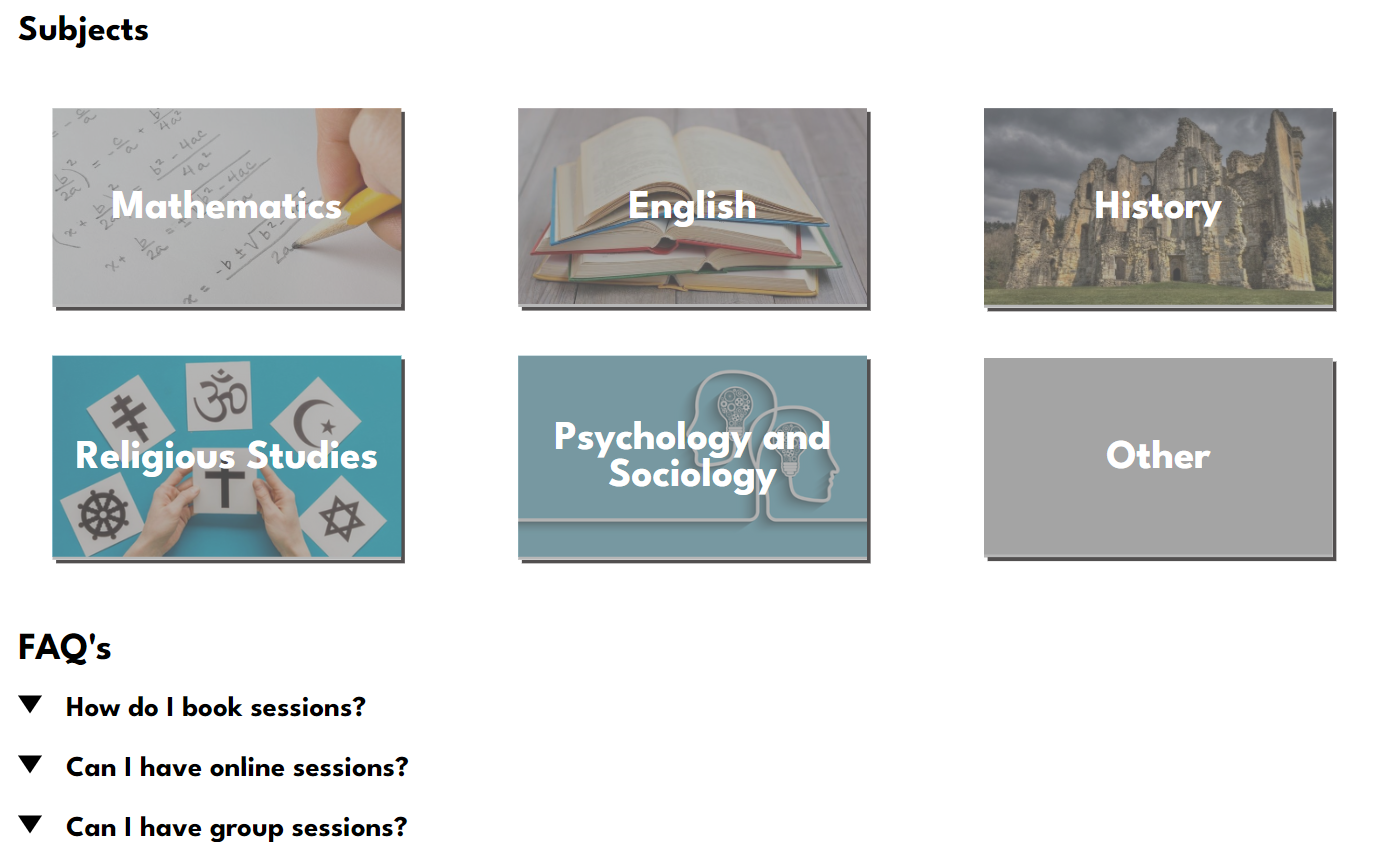 Subjects
Mathematics
English
History
Religious Studies
Psychology and
Sociology
Other
FAQ's
How do I book sessions?
Can I have online sessions?
Can I have group sessions?